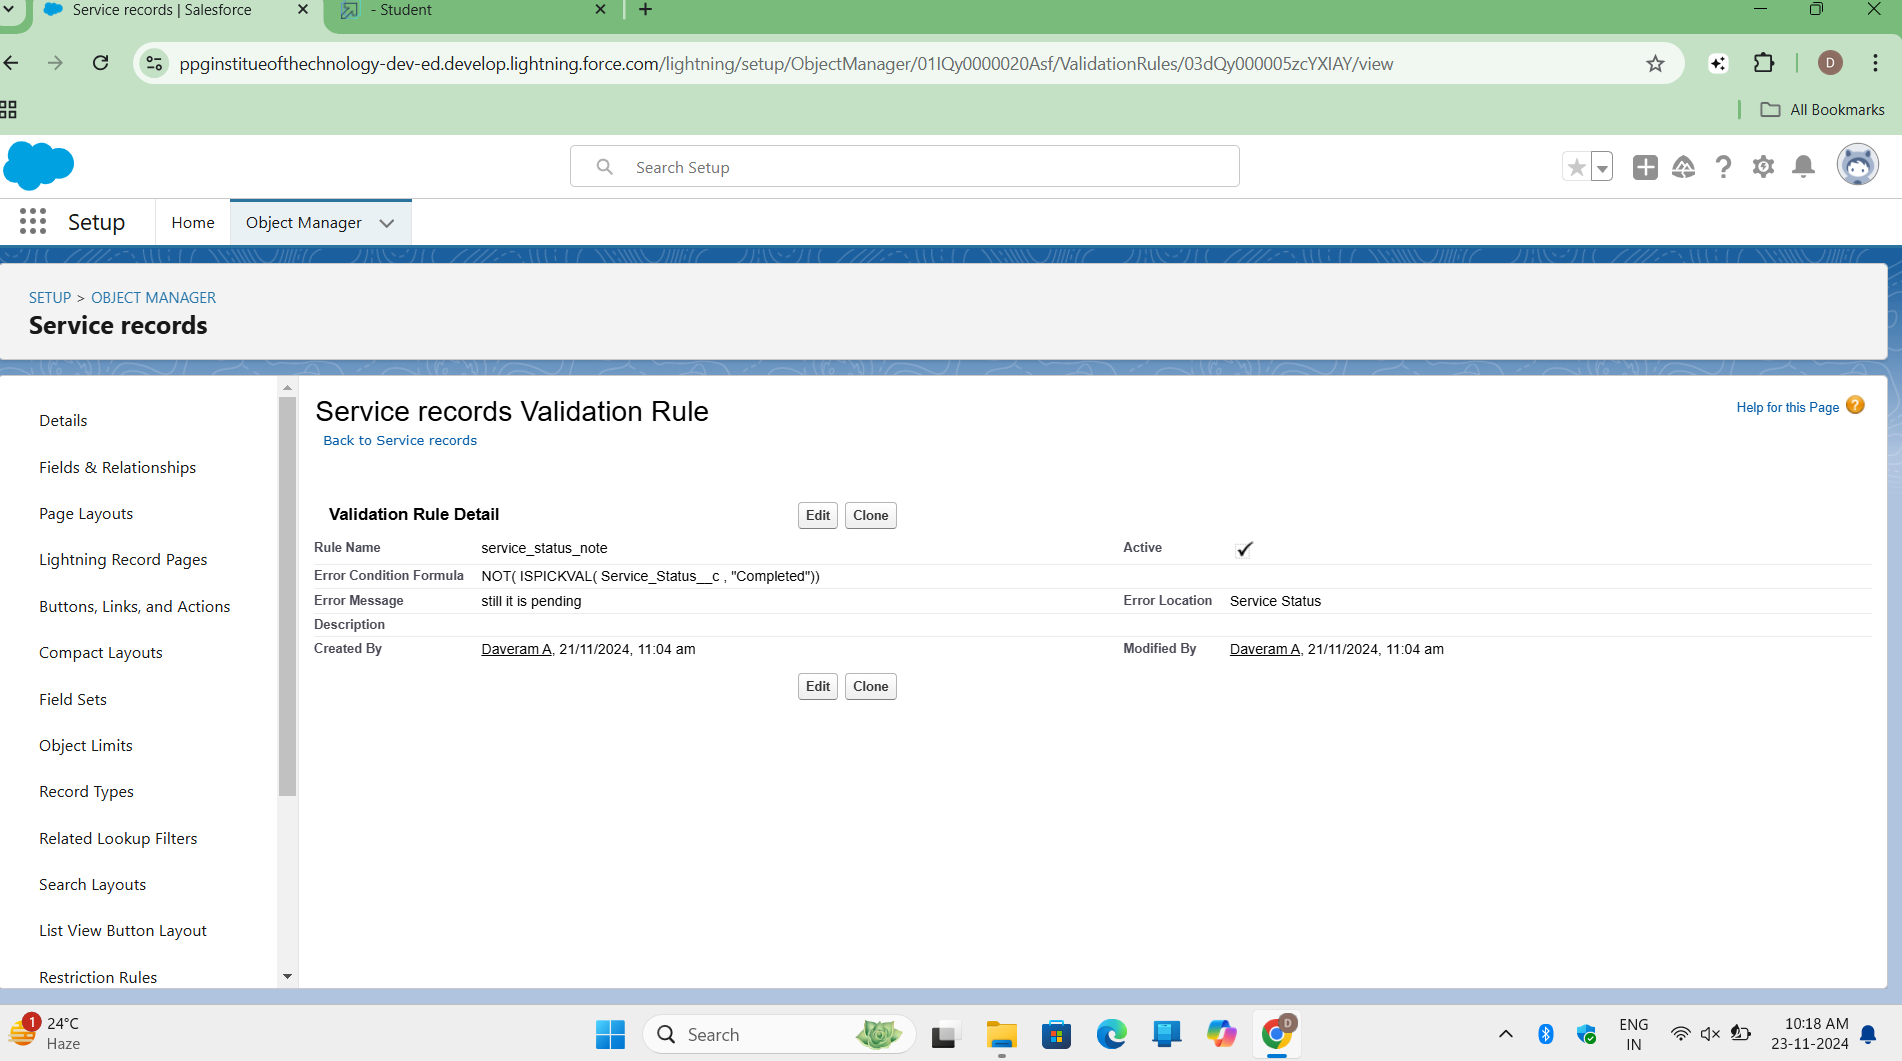 Service records | Salesforce
- Student
ppginstitueofthechnology-dev-ed.develop.lightning.force.com/lightning/setup/ObjectManager/01IQy0000020Asf/ValidationRules/03dQy000005zcYXIAY/view
D
All Bookmarks
Search Setup
Setup
Home
Object Manager
SETUP > OBJECT MANAGER
Service records
Details
Fields & Relationships
Page Layouts
Lightning Record Pages
Buttons, Links, and Actions
Compact Layouts
Field Sets
Object Limits
Record Types
Related Lookup Filters
Search Layouts
List View Button Layout
Restriction Rules
Service records Validation Rule
Help for this Page ?
Back to Service records
Validation Rule Detail
Edit Clone
Rule Name service_status_note Active
Error Condition Formula NOT( ISPICKVAL( Service_Status__c , "Completed"))
Error Message still it is pending Error Location Service Status
Description
Created By Daveram A, 21/11/2024, 11:04 am Modified By Daveram A, 21/11/2024, 11:04 am
Edit Clone
1
24°C
Haze
Search
D
ENG
IN
10:18 AM
23-11-2024